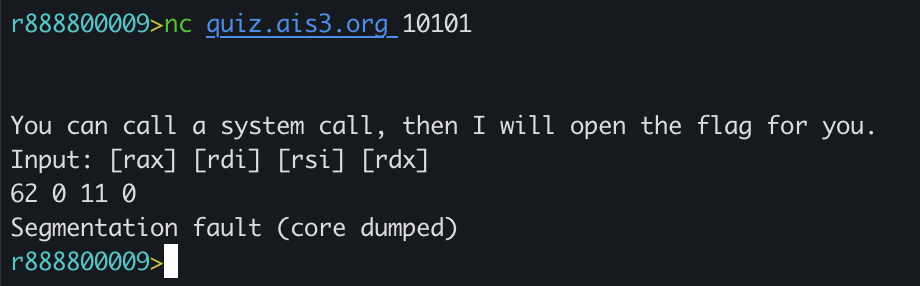 r888800009>nc quiz.ais3.org 10101
You can call a system call, then I will open the flag for you.
Input: [rax] [rdi] [rsi] [rdx]
62 0 11 0
Segmentation fault (core dumped)
r888800009>